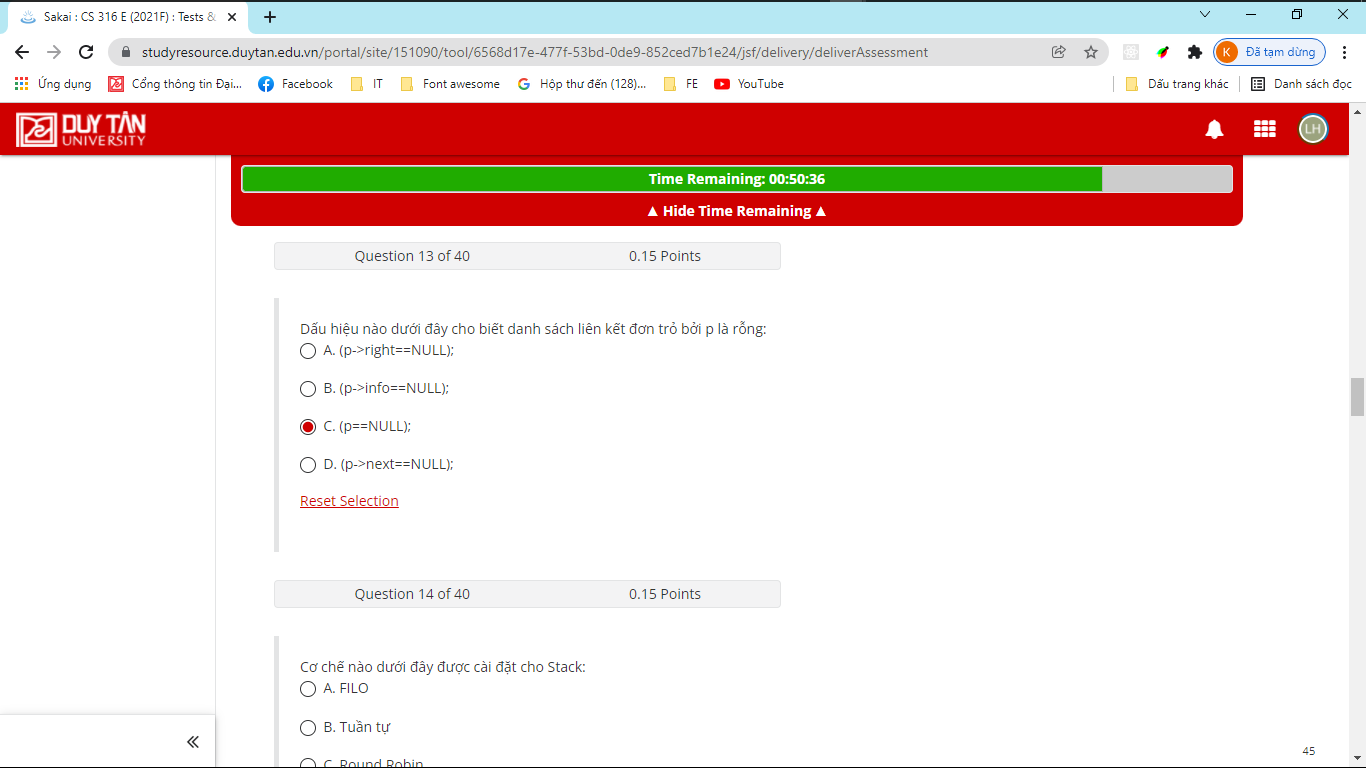 Sakai : CS 316 E (2021F) : Tests &
studyresource.duytan.edu.vn/portal/site/151090/tool/6568d17e-477f-53bd-0de9-852ced7b1e24/jsf/delivery/deliverAssessment
K Đã tạm dừng
Ứng dụng Cổng thông tin Đại... Facebook IT Font awesome Hộp thư đến (128)... FE YouTube Dấu trang khác Danh sách đọc
DUY TÂN
UNIVERSITY
LH
Time Remaining: 00:50:36
▲ Hide Time Remaining ▲
Question 13 of 40 0.15 Points
Dấu hiệu nào dưới đây cho biết danh sách liên kết đơn trỏ bởi p là rỗng:
A. (p->right==NULL);
B. (p->info==NULL);
C. (p==NULL);
D. (p->next==NULL);
Reset Selection
Question 14 of 40 0.15 Points
Cơ chế nào dưới đây được cài đặt cho Stack:
A. FILO
B. Tuần tự
C. Round Robin
45